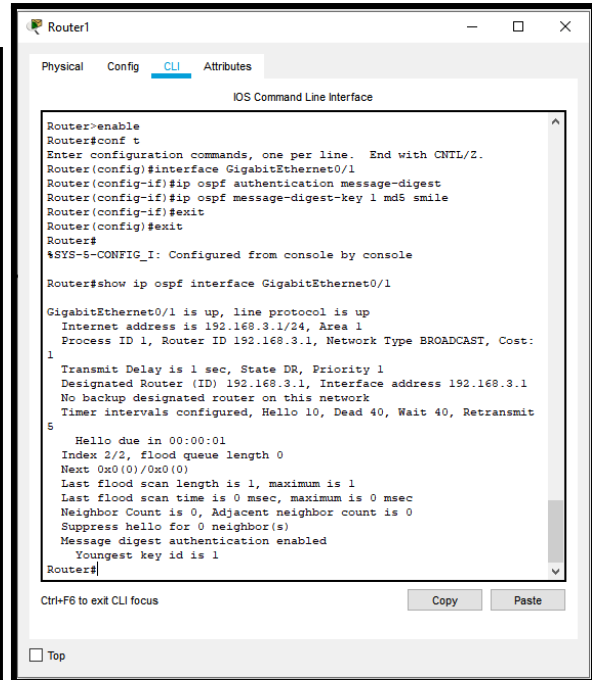 Router1
Physical Config CLI Attributes
IOS Command Line Interface
Router>enable
Router#conf t
Enter configuration commands, one per line.  End with CNTL/Z.
Router(config)#interface GigabitEthernet0/1
Router(config-if)#ip ospf authentication message-digest
Router(config-if)#ip ospf message-digest-key 1 md5 smile
Router(config-if)#exit
Router(config)#exit
Router#
%SYS-5-CONFIG_I: Configured from console by console
Router#show ip ospf interface GigabitEthernet0/1
GigabitEthernet0/1 is up, line protocol is up
Internet address is 192.168.3.1/24, Area 1
Process ID 1, Router ID 192.168.3.1, Network Type BROADCAST, Cost:
1
Transmit Delay is 1 sec, State DR, Priority 1
Designated Router (ID) 192.168.3.1, Interface address 192.168.3.1
No backup designated router on this network
Timer intervals configured, Hello 10, Dead 40, Wait 40, Retransmit
5
Hello due in 00:00:01
Index 2/2, flood queue length 0
Next 0x0(0)/0x0(0)
Last flood scan length is 1, maximum is 1
Last flood scan time is 0 msec, maximum is 0 msec
Neighbor Count is 0, Adjacent neighbor count is 0
Suppress hello for 0 neighbor(s)
Message digest authentication enabled
Youngest key id is 1
Router#
Ctrl+F6 to exit CLI focus Copy Paste
Top